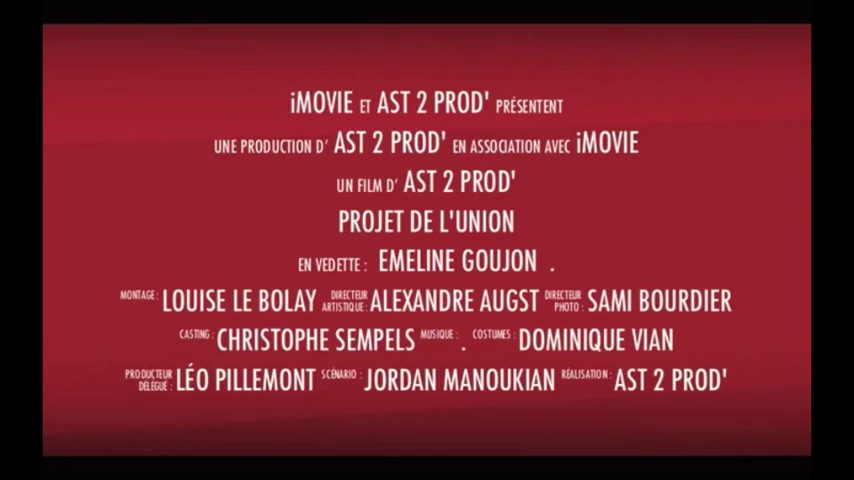 iMOVIE ET AST 2 PROD' PRÉSENTENT
UNE PRODUCTION D' AST 2 PROD' EN ASSOCIATION AVEC iMOVIE
UN FILM D' AST 2 PROD'
PROJET DE L'UNION
EN VEDETTE : EMELINE GOUJON .
MONTAGE : LOUISE LE BOLAY DIRECTEUR ARTISTIQUE : ALEXANDRE AUGST DIRECTEUR PHOTO : SAMI BOURDIER
CASTING : CHRISTOPHE SEMPELS MUSIQUE : . COSTUMES : DOMINIQUE VIAN
PRODUCTEUR DÉLÉGUÉ : LÉO PILLEMONT SCÉNARIO : JORDAN MANOUKIAN RÉALISATION : AST 2 PROD'